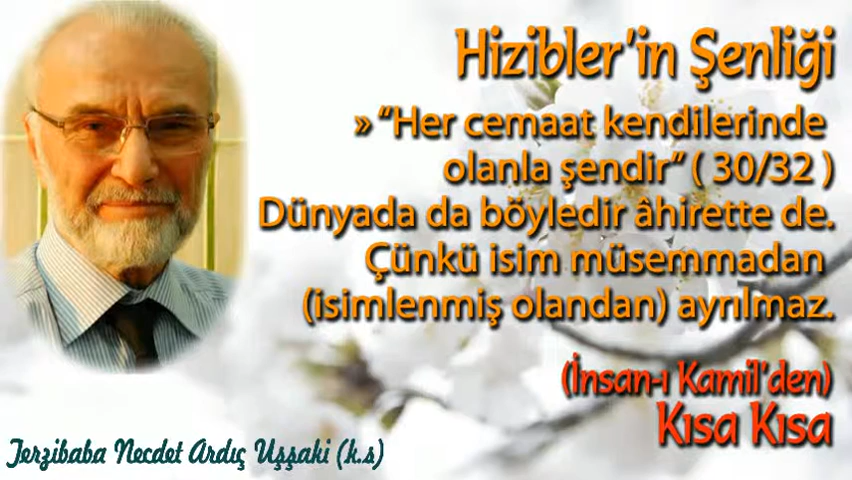 Hizibler'in Şenliği
» “Her cemaat kendilerinde
olanla şendir” ( 30/32 )
Dünyada da böyledir âhirette de.
Çünkü isim müsemmadan
(isimlenmiş olandan) ayrılmaz.
(İnsan-ı Kamil'den)
Kısa Kısa
Terzibaba Necdet Ardıç Uşşaki (k.s)